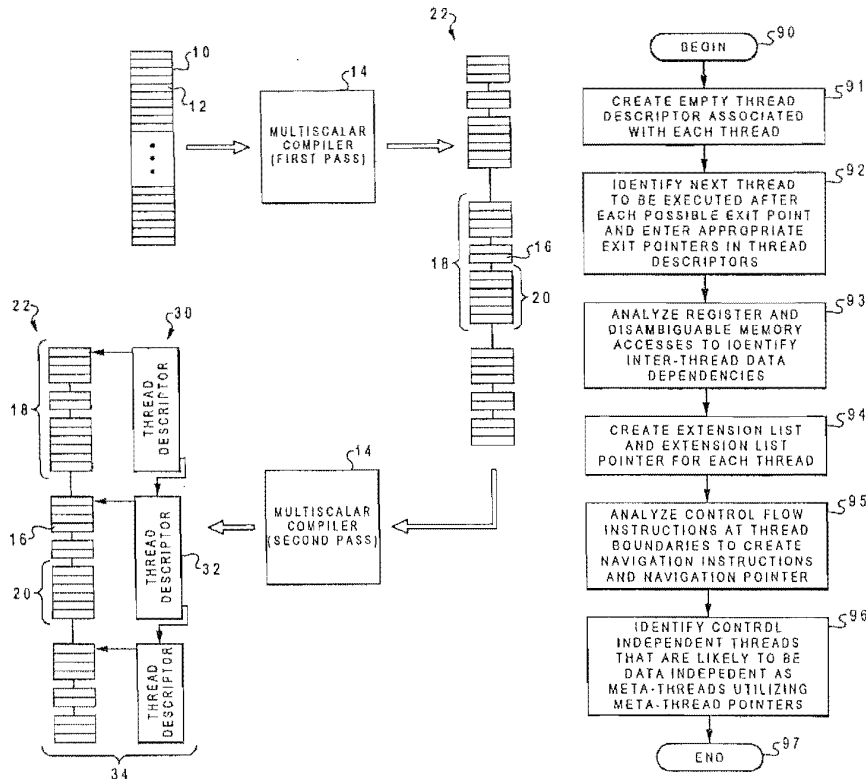 10
12
14
MULTISCALAR
COMPILER
(FIRST PASS)
22
16
18
20
22
30
18
THREAD
DESCRIPTOR
16
20
THREAD
DESCRIPTOR
32
THREAD
DESCRIPTOR
34
14
MULTISCALAR
COMPILER
(SECOND PASS)
BEGIN
90
91
CREATE EMPTY THREAD
DESCRIPTOR ASSOCIATED
WITH EACH THREAD
92
IDENTIFY NEXT THREAD
TO BE EXECUTED AFTER
EACH POSSIBLE EXIT POINT
AND ENTER APPROPRIATE
EXIT POINTERS IN THREAD
DESCRIPTORS
93
ANALYZE REGISTER AND
DISAMBIGUABLE MEMORY
ACCESSES TO IDENTIFY
INTER-THREAD DATA
DEPENDENCIES
94
CREATE EXTENSION LIST
AND EXTENSION LIST
POINTER FOR EACH THREAD
95
ANALYZE CONTROL FLOW
INSTRUCTIONS AT THREAD
BOUNDARIES TO CREATE
NAVIGATION INSTRUCTIONS
AND NAVIGATION POINTER
96
IDENTIFY CONTROL
INDEPENDENT THREADS
THAT ARE LIKELY TO BE
DATA INDEPEDENT AS
META-THREADS UTILIZING
META-THREAD POINTERS
END
97